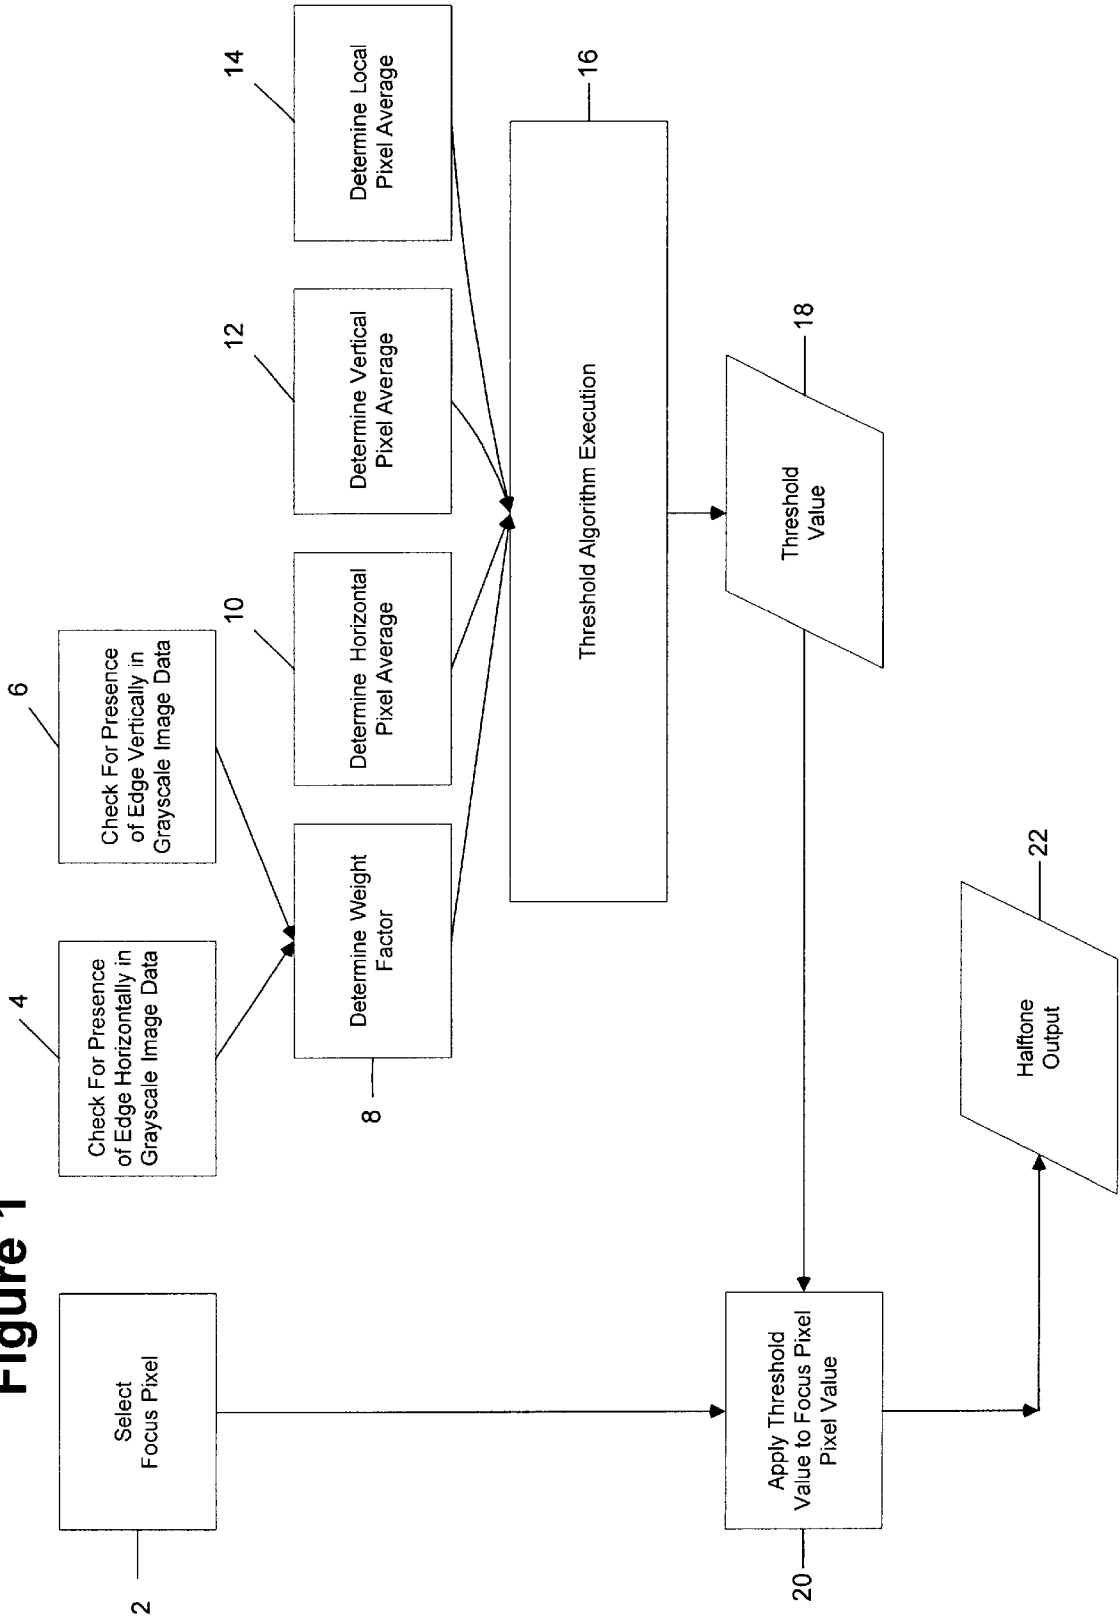 Figure 1
2
Select
Focus Pixel
4
Check For Presence
of Edge Horizontally in
Grayscale Image Data
6
Check For Presence
of Edge Vertically in
Grayscale Image Data
8
Determine Weight
Factor
10
Determine Horizontal
Pixel Average
12
Determine Vertical
Pixel Average
14
Determine Local
Pixel Average
Threshold Algorithm Execution
16
20
Apply Threshold
Value to Focus Pixel
Pixel Value
Threshold
Value
18
Halftone
Output
22